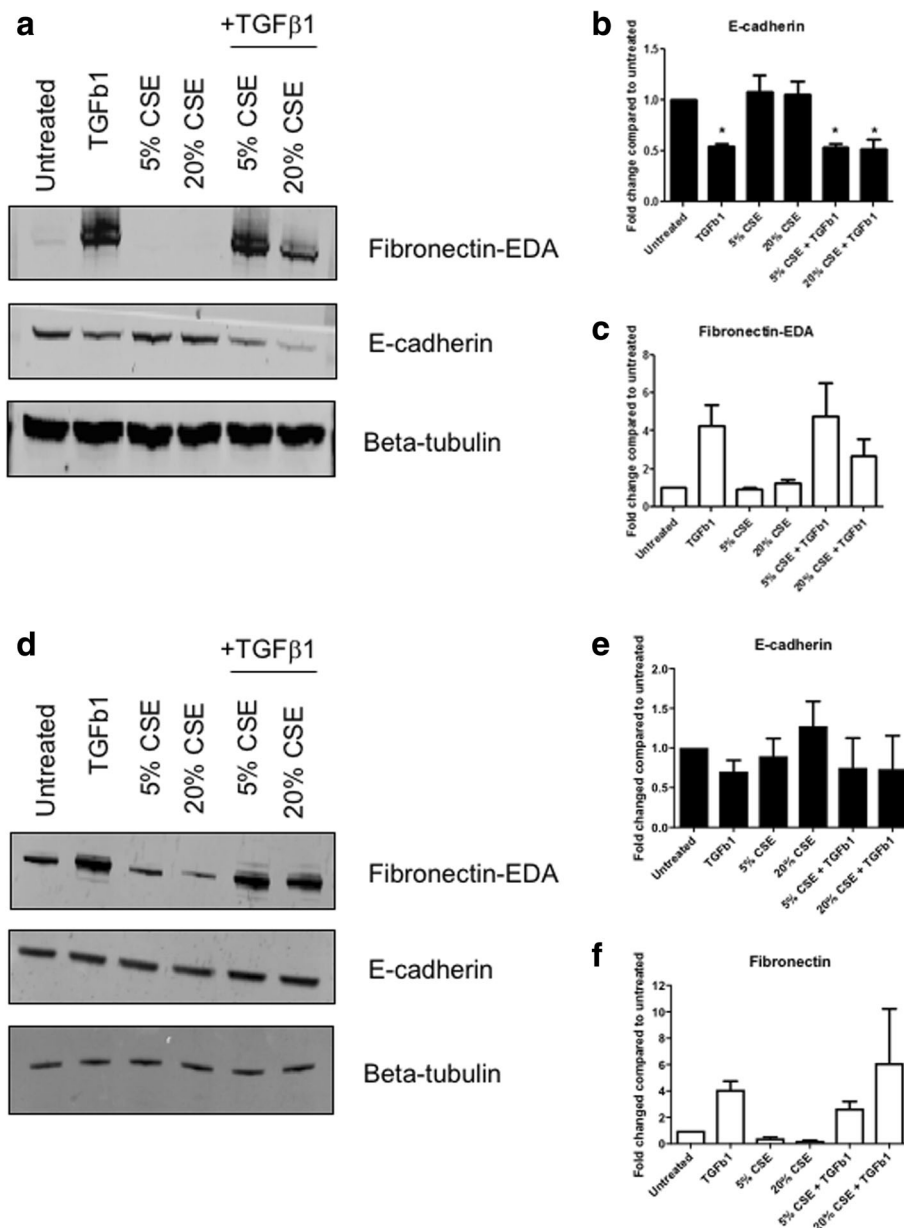 a
+TGFβ1
Untreated
TGFb1
5% CSE
20% CSE
5% CSE
20% CSE
Fibronectin-EDA
E-cadherin
Beta-tubulin
b
E-cadherin
Fold change compared to untreated
1.5
1.0
0.5
0.0
*
*
*
Untreated
TGFb1
5% CSE
20% CSE
5% CSE + TGFb1
20% CSE + TGFb1
c
Fibronectin-EDA
Fold change compared to untreated
8
6
4
2
0
Untreated
TGFb1
5% CSE
20% CSE
5% CSE + TGFb1
20% CSE + TGFb1
d
+TGFβ1
Untreated
TGFb1
5% CSE
20% CSE
5% CSE
20% CSE
Fibronectin-EDA
E-cadherin
Beta-tubulin
e
E-cadherin
Fold changed compared to untreated
2.0
1.5
1.0
0.5
0.0
Untreated
TGFb1
5% CSE
20% CSE
5% CSE + TGFb1
20% CSE + TGFb1
f
Fibronectin
Fold changed compared to untreated
12
10
8
6
4
2
0
Untreated
TGFb1
5% CSE
20% CSE
5% CSE + TGFb1
20% CSE + TGFb1